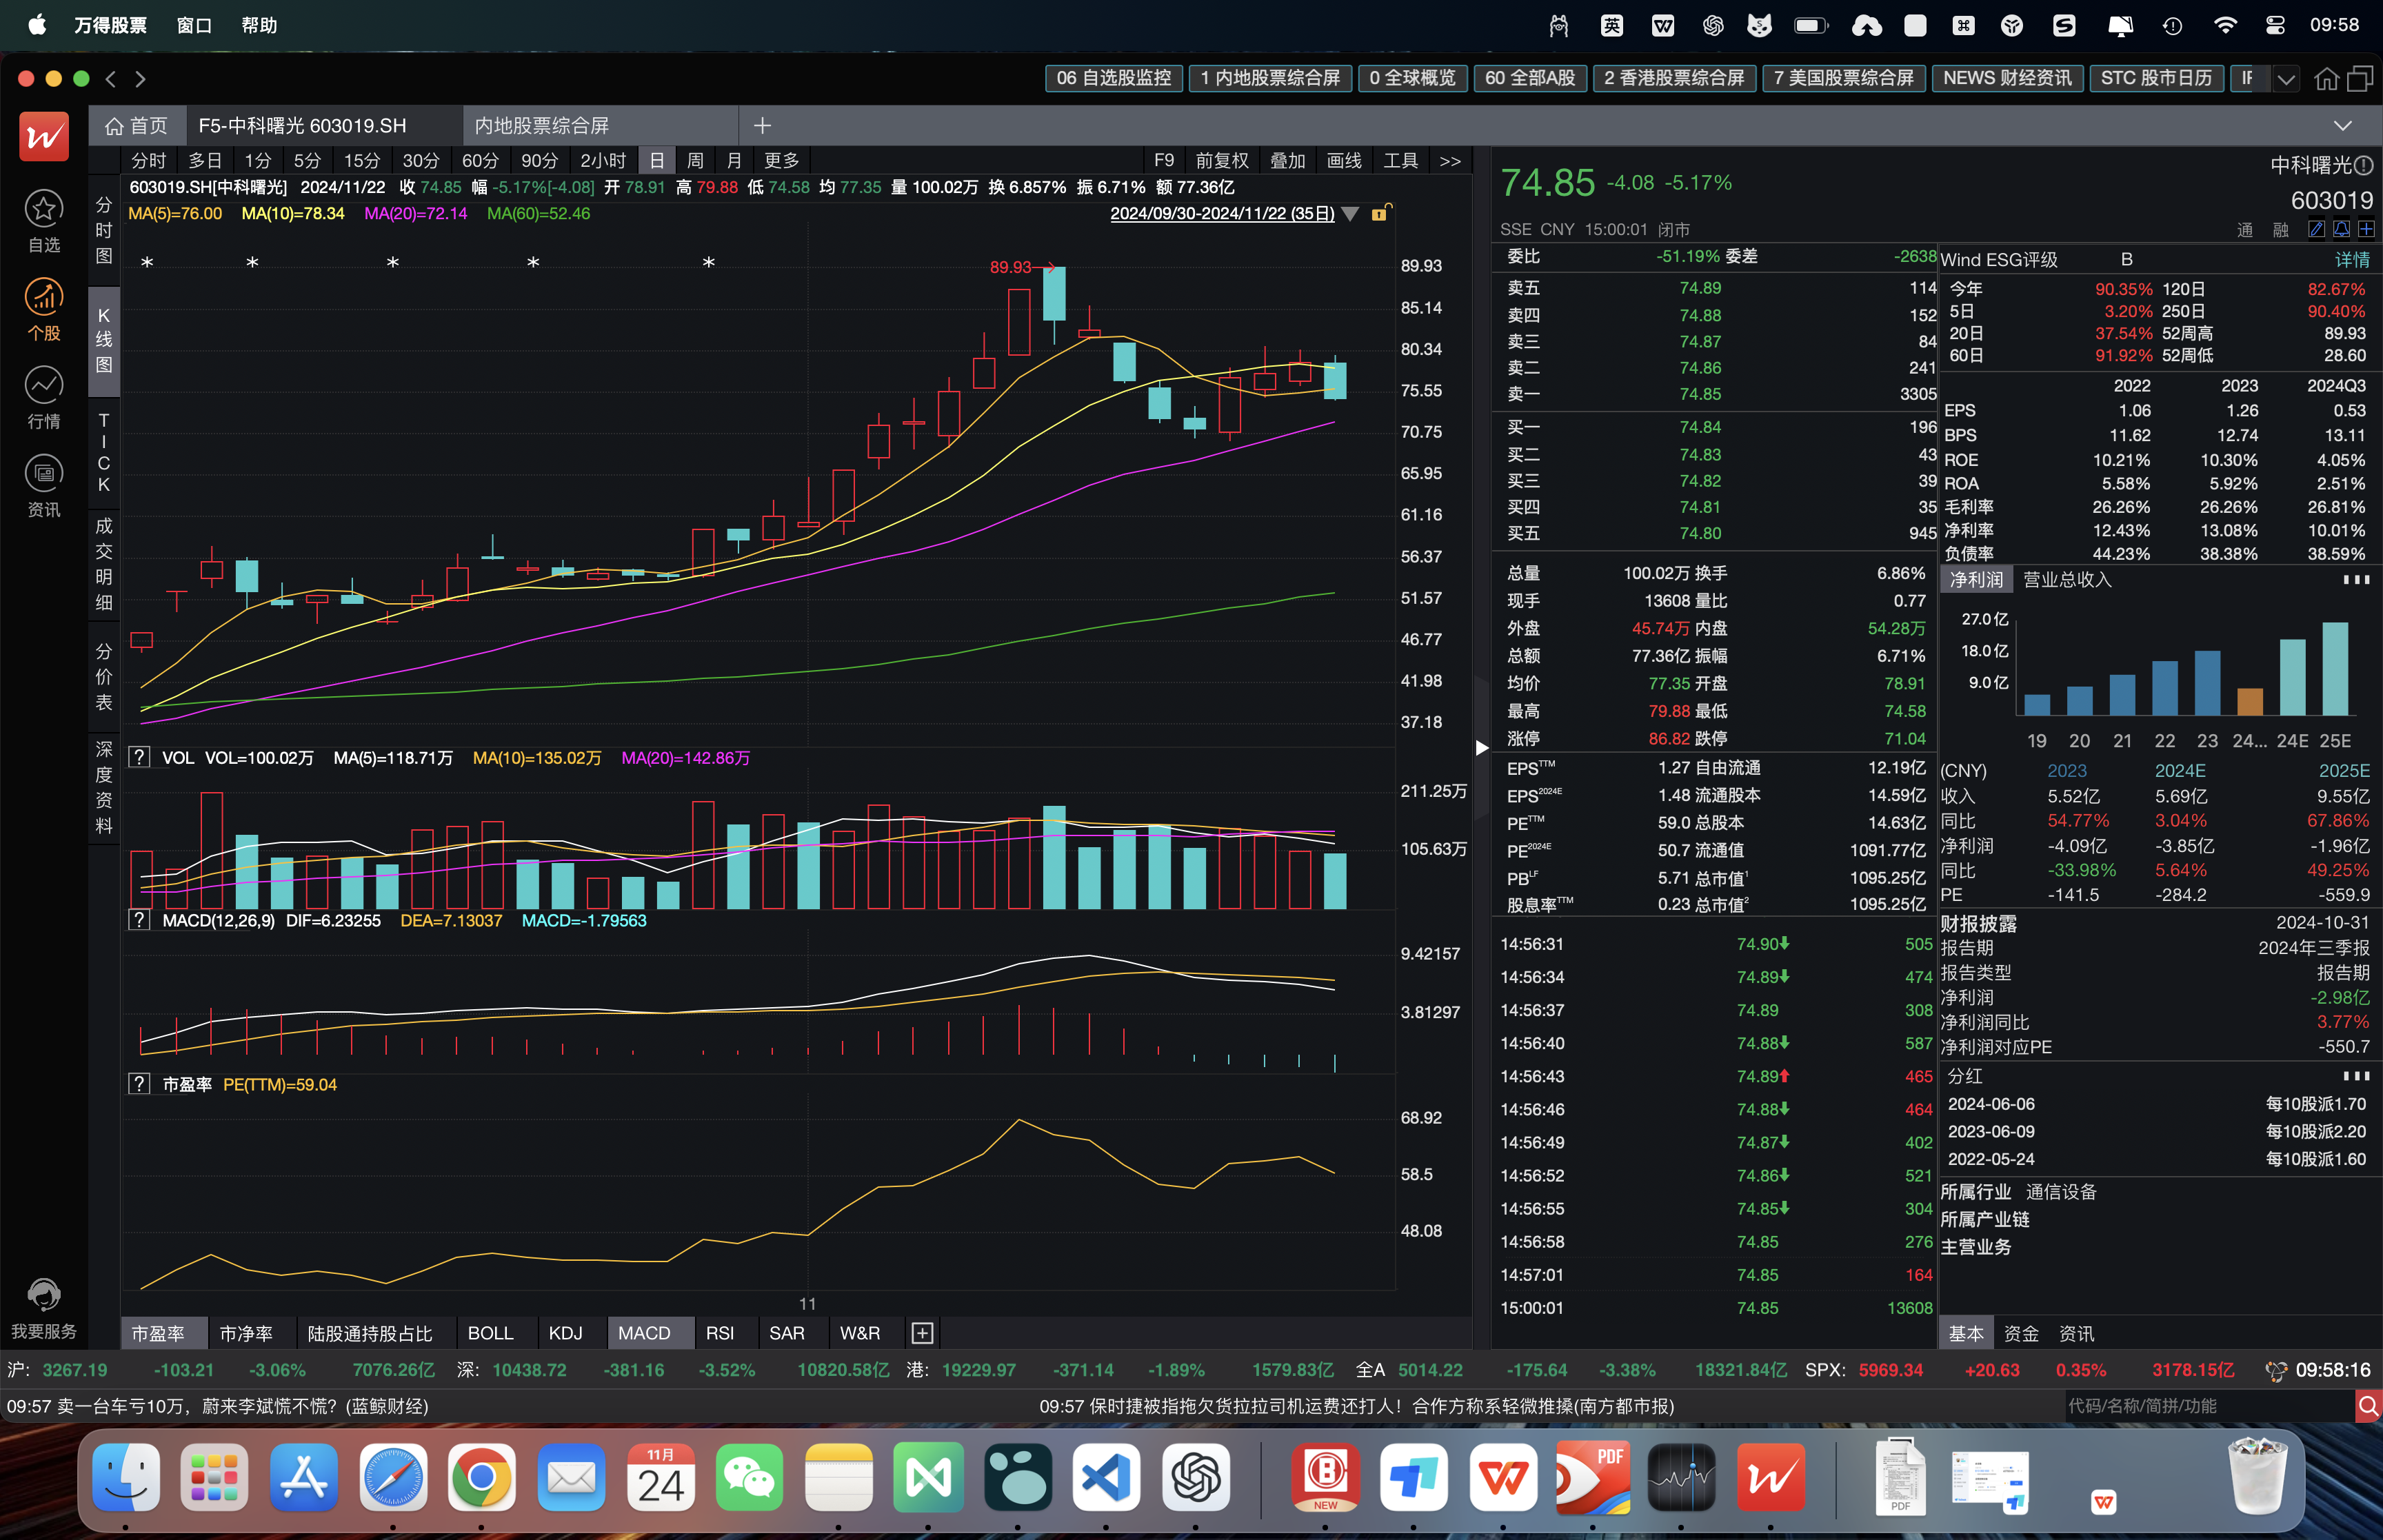 万得股票 窗口 帮助 英 09:58
06 自选股监控 1 内地股票综合屏 0 全球概览 60 全部A股 2 香港股票综合屏 7 美国股票综合屏 NEWS 财经资讯 STC 股市日历
首页 F5-中科曙光 603019.SH 内地股票综合屏
自选
个股
行情
资讯
我要服务
分时图
K线图
TICK
成交明细
分价表
深度资料
分时 多日 1分 5分 15分 30分 60分 90分 2小时 日 周 月 更多 F9 前复权 叠加 画线 工具 >>
603019.SH[中科曙光] 2024/11/22 收 74.85 幅 -5.17%[-4.08] 开 78.91 高 79.88 低 74.58 均 77.35 量 100.02万 换 6.857% 振 6.71% 额 77.36亿
MA(5)=76.00 MA(10)=78.34 MA(20)=72.14 MA(60)=52.46 2024/09/30-2024/11/22 (35日)
* * * * *
89.93
89.93
85.14
80.34
75.55
70.75
65.95
61.16
56.37
51.57
46.77
41.98
37.18
? VOL VOL=100.02万 MA(5)=118.71万 MA(10)=135.02万 MA(20)=142.86万
211.25万
105.63万
? MACD(12,26,9) DIF=6.23255 DEA=7.13037 MACD=-1.79563
9.42157
3.81297
? 市盈率 PE(TTM)=59.04
68.92
58.5
48.08
11
市盈率 市净率 陆股通持股占比 BOLL KDJ MACD RSI SAR W&R
74.85 -4.08 -5.17%
中科曙光
603019
SSE CNY 15:00:01 闭市 通 融
委比 -51.19% 委差 -2638
卖五 74.89 114
卖四 74.88 152
卖三 74.87 84
卖二 74.86 241
卖一 74.85 3305
买一 74.84 196
买二 74.83 43
买三 74.82 39
买四 74.81 35
买五 74.80 945
总量 100.02万 换手 6.86%
现手 13608 量比 0.77
外盘 45.74万 内盘 54.28万
总额 77.36亿 振幅 6.71%
均价 77.35 开盘 78.91
最高 79.88 最低 74.58
涨停 86.82 跌停 71.04
EPSTTM 1.27 自由流通 12.19亿
EPS2024E 1.48 流通股本 14.59亿
PETTM 59.0 总股本 14.63亿
PE2024E 50.7 流通值 1091.77亿
PBLF 5.71 总市值1 1095.25亿
股息率TTM 0.23 总市值2 1095.25亿
14:56:31 74.90 505
14:56:34 74.89 474
14:56:37 74.89 308
14:56:40 74.88 587
14:56:43 74.89 465
14:56:46 74.88 464
14:56:49 74.87 402
14:56:52 74.86 521
14:56:55 74.85 304
14:56:58 74.85 276
14:57:01 74.85 164
15:00:01 74.85 13608
Wind ESG评级 B 详情
今年 90.35% 120日 82.67%
5日 3.20% 250日 90.40%
20日 37.54% 52周高 89.93
60日 91.92% 52周低 28.60
2022 2023 2024Q3
EPS 1.06 1.26 0.53
BPS 11.62 12.74 13.11
ROE 10.21% 10.30% 4.05%
ROA 5.58% 5.92% 2.51%
毛利率 26.26% 26.26% 26.81%
净利率 12.43% 13.08% 10.01%
负债率 44.23% 38.38% 38.59%
净利润 营业总收入
27.0亿
18.0亿
9.0亿
19 20 21 22 23 24... 24E 25E
(CNY) 2023 2024E 2025E
收入 5.52亿 5.69亿 9.55亿
同比 54.77% 3.04% 67.86%
净利润 -4.09亿 -3.85亿 -1.96亿
同比 -33.98% 5.64% 49.25%
PE -141.5 -284.2 -559.9
财报披露 2024-10-31
报告期 2024年三季报
报告类型 报告期
净利润 -2.98亿
净利润同比 3.77%
净利润对应PE -550.7
分红
2024-06-06 每10股派1.70
2023-06-09 每10股派2.20
2022-05-24 每10股派1.60
所属行业 通信设备
所属产业链
主营业务
基本 资金 资讯
沪: 3267.19 -103.21 -3.06% 7076.26亿 深: 10438.72 -381.16 -3.52% 10820.58亿 港: 19229.97 -371.14 -1.89% 1579.83亿 全A 5014.22 -175.64 -3.38% 18321.84亿 SPX: 5969.34 +20.63 0.35% 3178.15亿 09:58:16
09:57 卖一台车亏10万，蔚来李斌慌不慌？(蓝鲸财经) 09:57 保时捷被指拖欠货拉拉司机运费还打人！合作方称系轻微推搡(南方都市报) 代码/名称/简拼/功能
11月
24
NEW
PDF
PDF